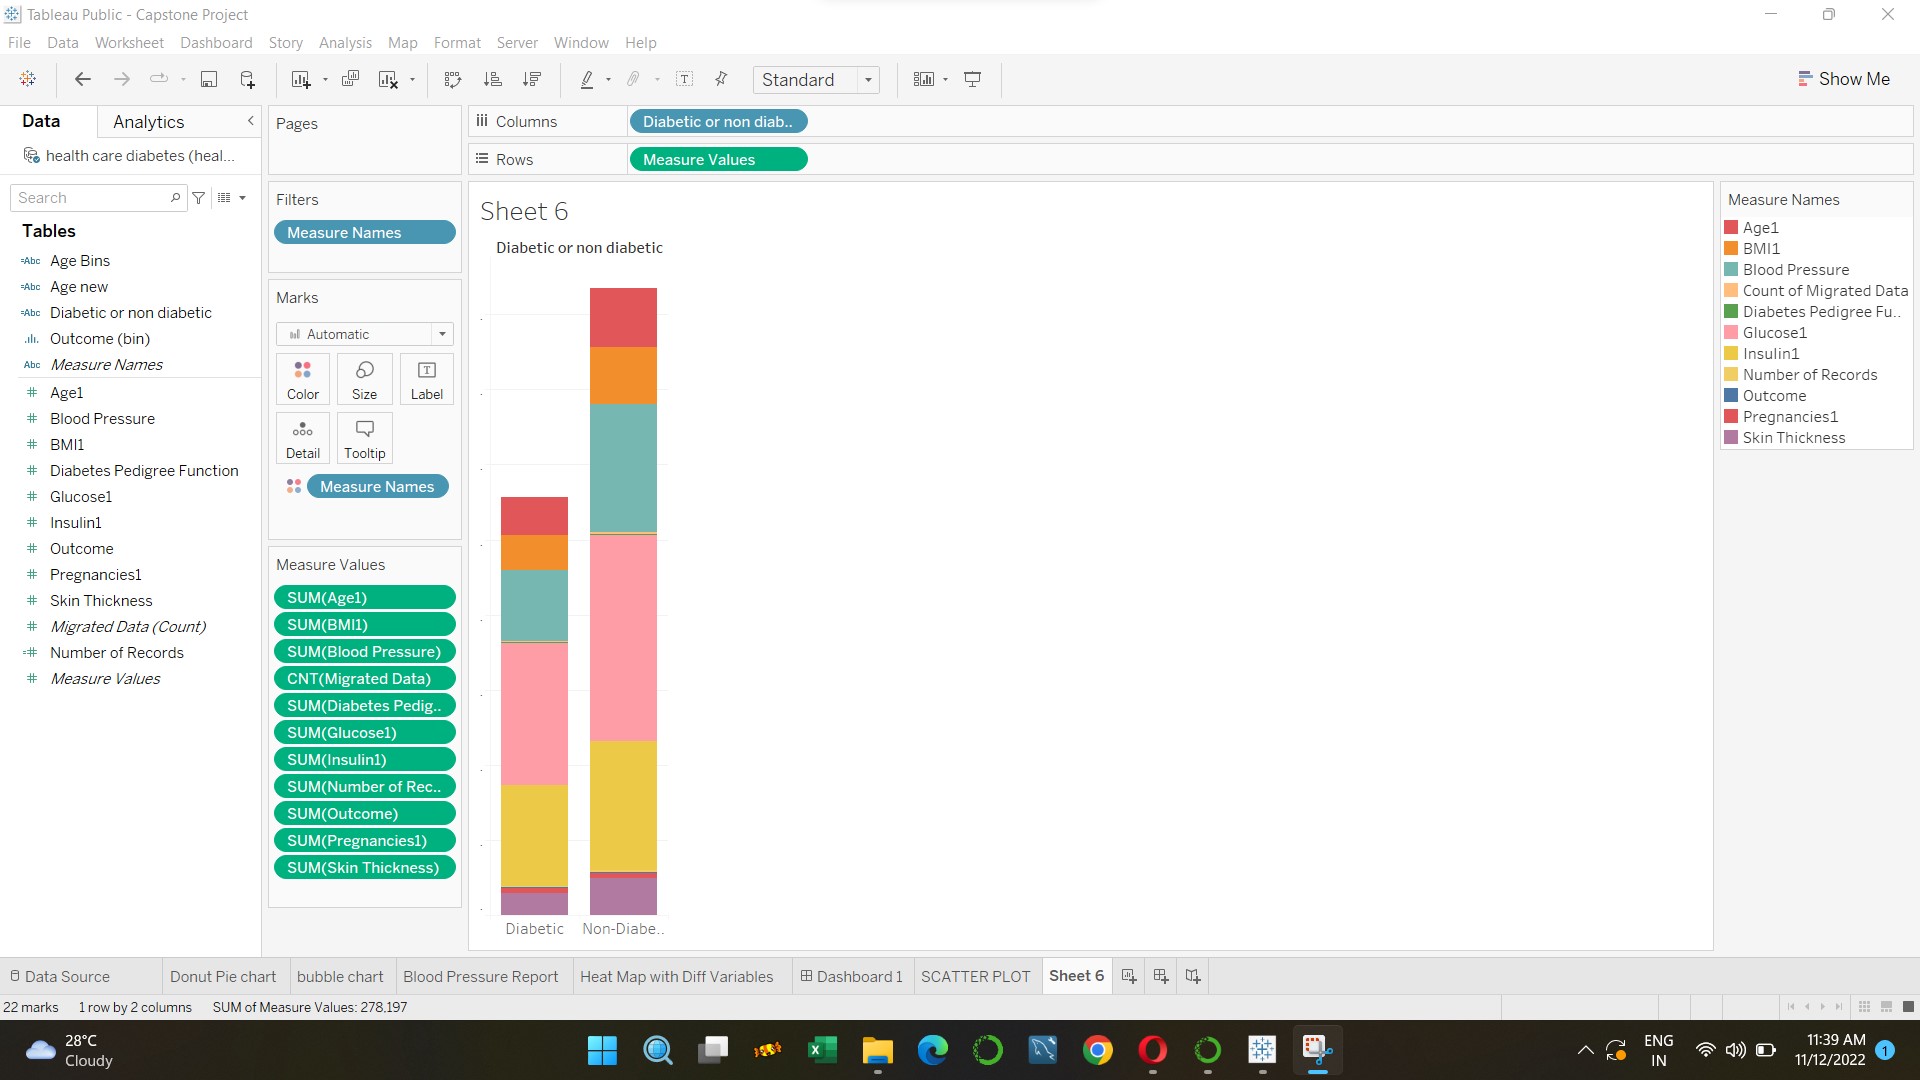 Tableau Public - Capstone Project
File Data Worksheet Dashboard Story Analysis Map Format Server Window Help
Standard
Show Me
Data Analytics
health care diabetes (heal...
Search
Tables
=Abc Age Bins
=Abc Age new
=Abc Diabetic or non diabetic
Outcome (bin)
Abc Measure Names
# Age1
# Blood Pressure
# BMI1
# Diabetes Pedigree Function
# Glucose1
# Insulin1
# Outcome
# Pregnancies1
# Skin Thickness
# Migrated Data (Count)
=# Number of Records
# Measure Values
Pages
Filters
Measure Names
Marks
Automatic
Color Size Label
Detail Tooltip
Measure Names
Measure Values
SUM(Age1)
SUM(BMI1)
SUM(Blood Pressure)
CNT(Migrated Data)
SUM(Diabetes Pedig..
SUM(Glucose1)
SUM(Insulin1)
SUM(Number of Rec..
SUM(Outcome)
SUM(Pregnancies1)
SUM(Skin Thickness)
Columns Diabetic or non diab..
Rows Measure Values
Sheet 6
Diabetic or non diabetic
Diabetic Non-Diabe..
Measure Names
Age1
BMI1
Blood Pressure
Count of Migrated Data
Diabetes Pedigree Fu..
Glucose1
Insulin1
Number of Records
Outcome
Pregnancies1
Skin Thickness
Data Source Donut Pie chart bubble chart Blood Pressure Report Heat Map with Diff Variables Dashboard 1 SCATTER PLOT Sheet 6
22 marks 1 row by 2 columns SUM of Measure Values: 278,197
28°C
Cloudy
ENG
IN
11:39 AM
11/12/2022
1